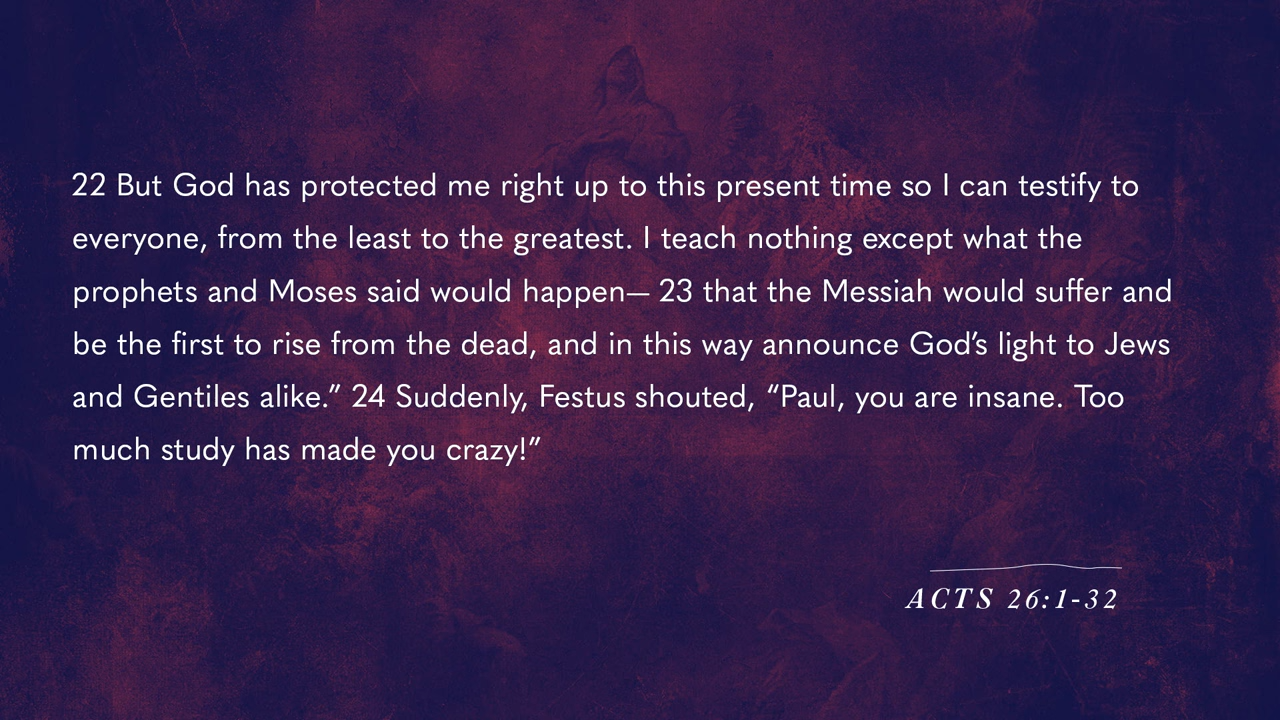 22 But God has protected me right up to this present time so I can testify to
everyone, from the least to the greatest. I teach nothing except what the
prophets and Moses said would happen— 23 that the Messiah would suffer and
be the first to rise from the dead, and in this way announce God’s light to Jews
and Gentiles alike.” 24 Suddenly, Festus shouted, “Paul, you are insane. Too
much study has made you crazy!”
ACTS 26:1-32